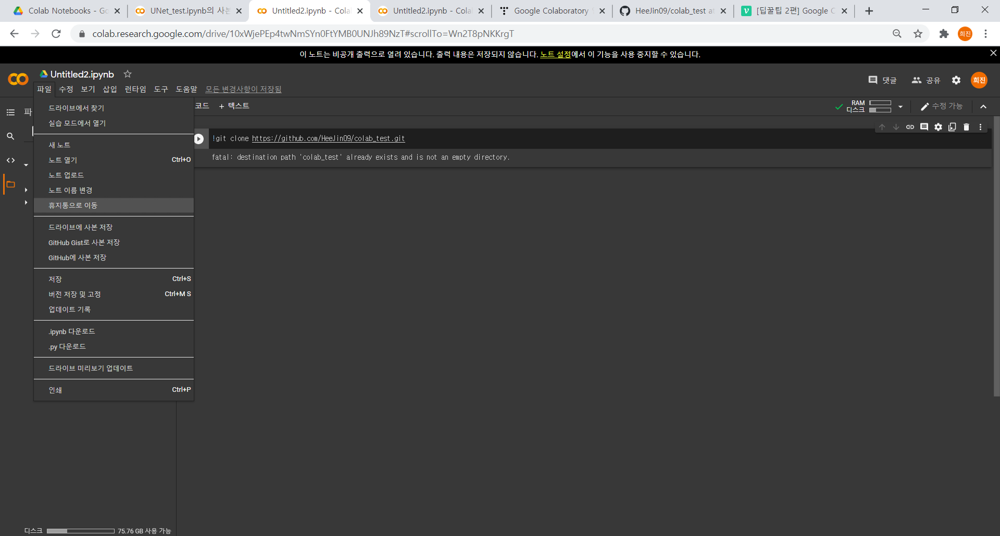 Colab Notebooks - Go
UNet_test.ipynb의 사본
Untitled2.ipynb - Colab
Untitled2.ipynb - Colab
Google Colaboratory
HeeJin09/colab_test at
[딥꿀팁 2편] Google C
colab.research.google.com/drive/10xWjePEp4twNmSYn0FtYMB0UNJh89NzT#scrollTo=Wn2T8pNKKrgT
희진
이 노트는 비공개 출력으로 열려 있습니다. 출력 내용은 저장되지 않습니다. 노트 설정에서 이 기능을 사용 중지할 수 있습니다.
Untitled2.ipynb
댓글
공유
희진
파일 수정 보기 삽입 런타임 도구 도움말 모든 변경사항이 저장됨
파
코드 + 텍스트
RAM
디스크
수정 가능
드라이브에서 찾기
실습 모드에서 열기
새 노트
노트 열기 Ctrl+O
노트 업로드
노트 이름 변경
휴지통으로 이동
드라이브에 사본 저장
GitHub Gist로 사본 저장
GitHub에 사본 저장
저장 Ctrl+S
버전 저장 및 고정 Ctrl+M S
업데이트 기록
.ipynb 다운로드
.py 다운로드
드라이브 미리보기 업데이트
인쇄 Ctrl+P
!git clone https://github.com/HeeJin09/colab_test.git
fatal: destination path 'colab_test' already exists and is not an empty directory.
디스크 75.76 GB 사용 가능